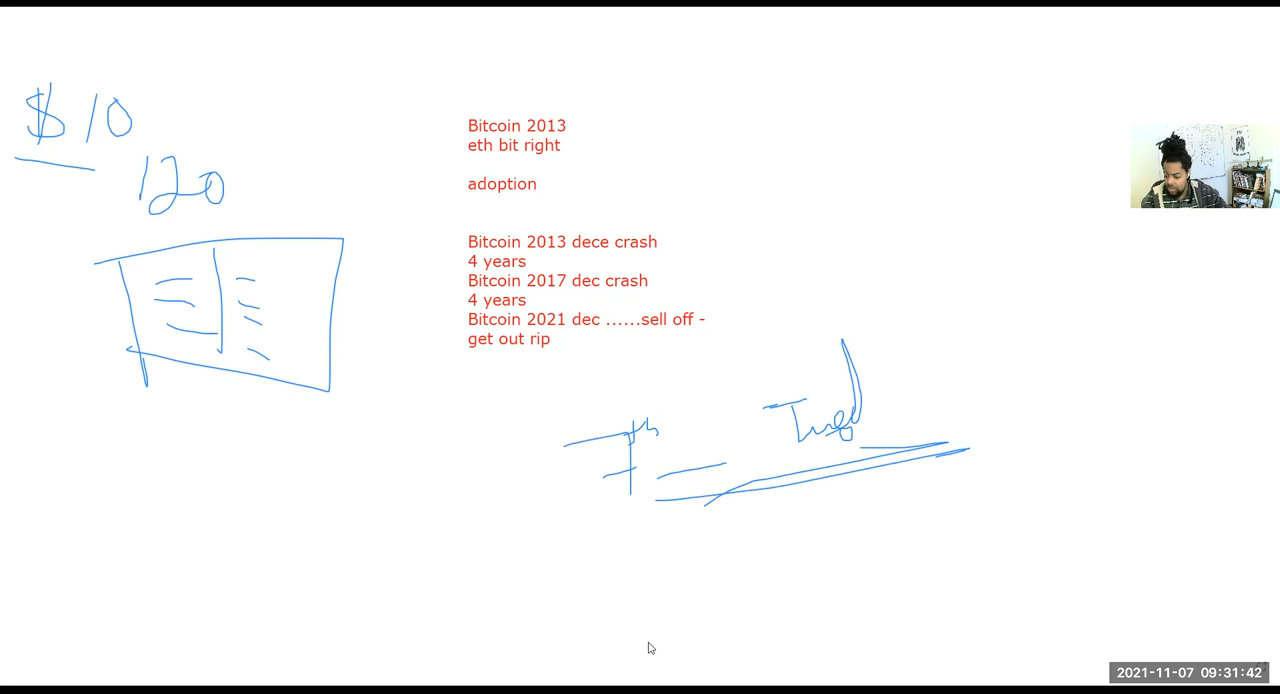 $10
120
Bitcoin 2013
eth bit right
adoption
Bitcoin 2013 dece crash
4 years
Bitcoin 2017 dec crash
4 years
Bitcoin 2021 dec ......sell off -
get out rip
7th
2021-11-07 09:31:42